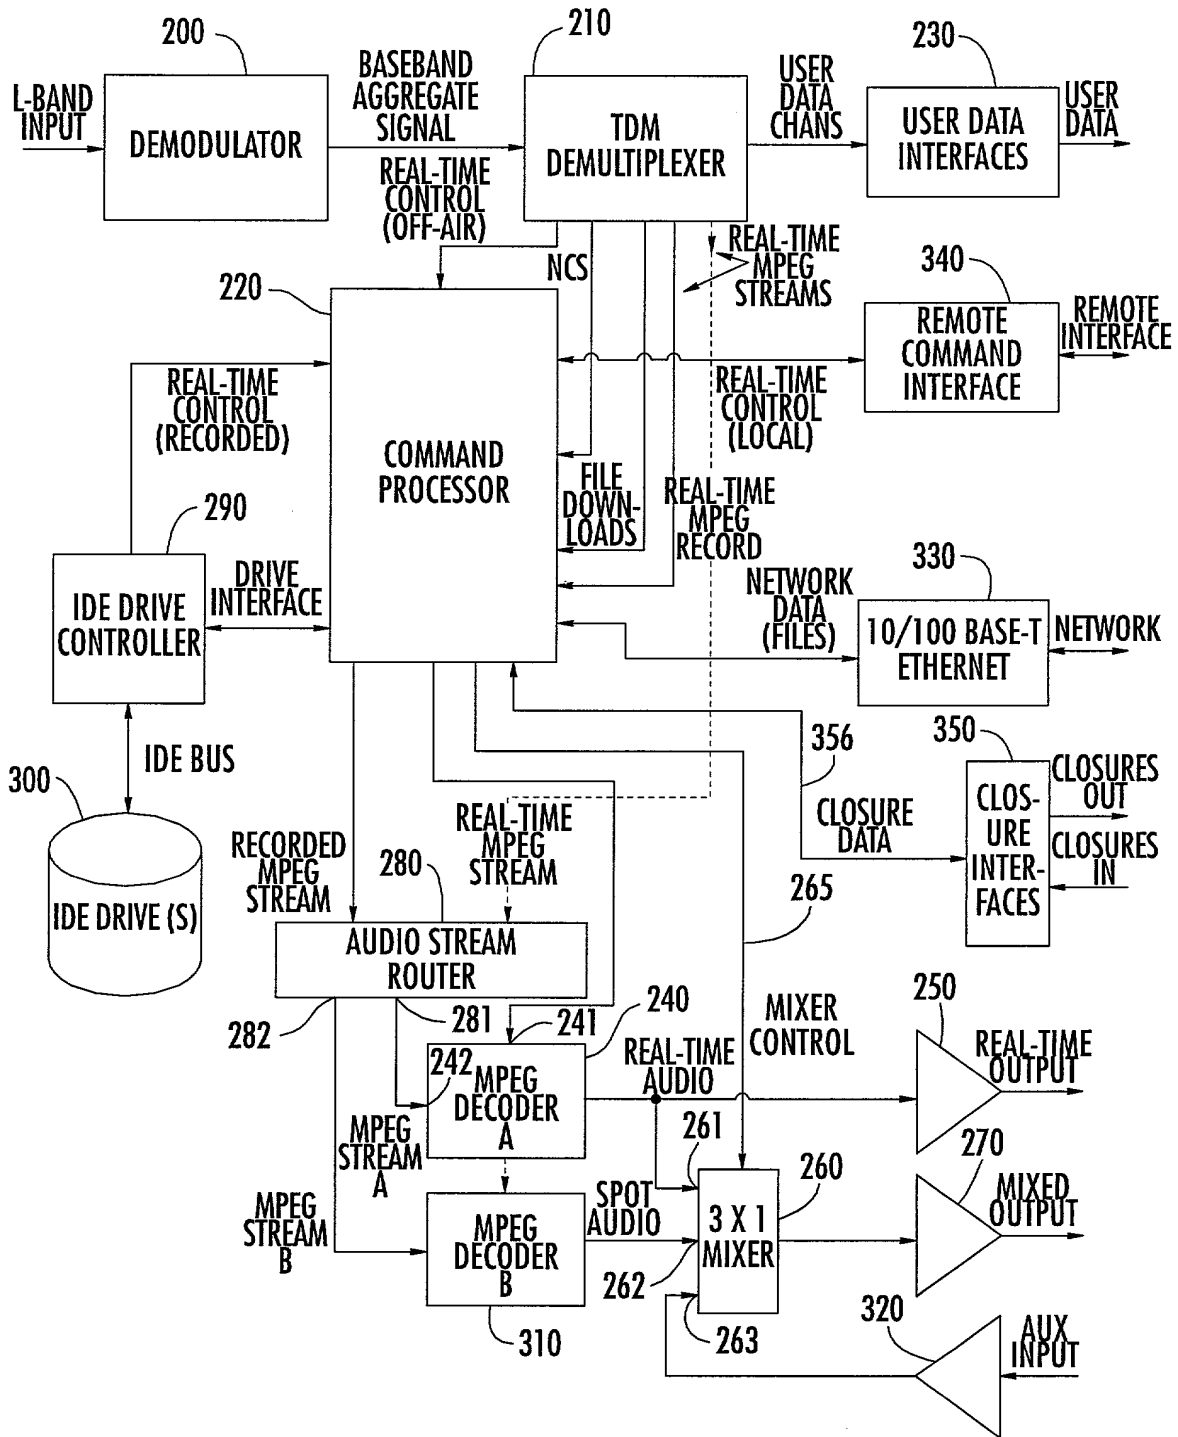 200
210
230
L-BAND
INPUT
DEMODULATOR
BASEBAND
AGGREGATE
SIGNAL
TDM
DEMULTIPLEXER
USER
DATA
CHANS
USER DATA
INTERFACES
USER
DATA
REAL-TIME
CONTROL
(OFF-AIR)
NCS
REAL-TIME
MPEG
STREAMS
220
340
REMOTE
COMMAND
INTERFACE
REMOTE
INTERFACE
REAL-TIME
CONTROL
(RECORDED)
REAL-TIME
CONTROL
(LOCAL)
COMMAND
PROCESSOR
FILE
DOWN-
LOADS
REAL-TIME
MPEG
RECORD
290
IDE DRIVE
CONTROLLER
DRIVE
INTERFACE
NETWORK
DATA
(FILES)
330
10/100 BASE-T
ETHERNET
NETWORK
IDE BUS
300
IDE DRIVE (S)
356
CLOSURE
DATA
350
CLOS-
URE
INTER-
FACES
CLOSURES
OUT
CLOSURES
IN
RECORDED
MPEG
STREAM
REAL-TIME
MPEG
STREAM
280
265
AUDIO STREAM
ROUTER
282
281
241
240
242
MPEG
DECODER
A
REAL-TIME
AUDIO
MIXER
CONTROL
250
REAL-TIME
OUTPUT
MPEG
STREAM
A
MPEG
STREAM
B
261
260
270
MIXED
OUTPUT
MPEG
DECODER
B
SPOT
AUDIO
3 X 1
MIXER
262
263
310
320
AUX
INPUT